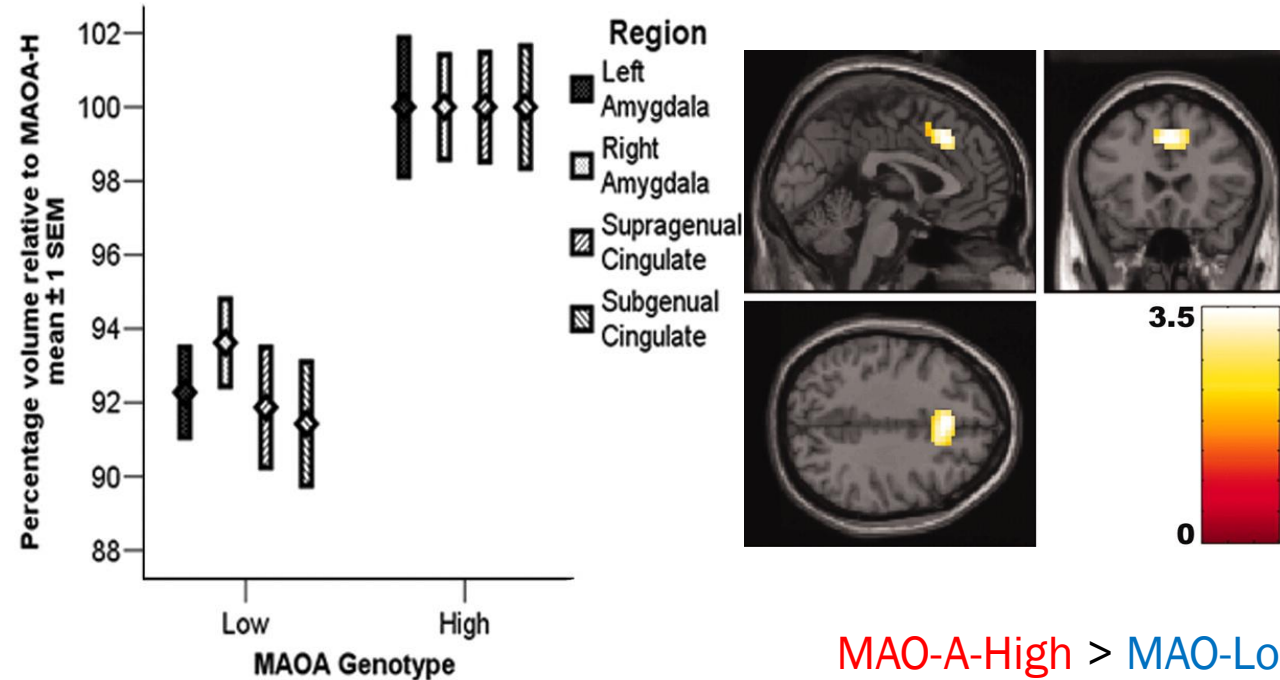 Percentage volume relative to MAOA-H
mean ± 1 SEM
102
100
98
96
94
92
90
88
Low
High
MAOA Genotype
Region
Left
Amygdala
Right
Amygdala
Supragenual
Cingulate
Subgenual
Cingulate
3.5
0
MAO-A-High > MAO-Lo